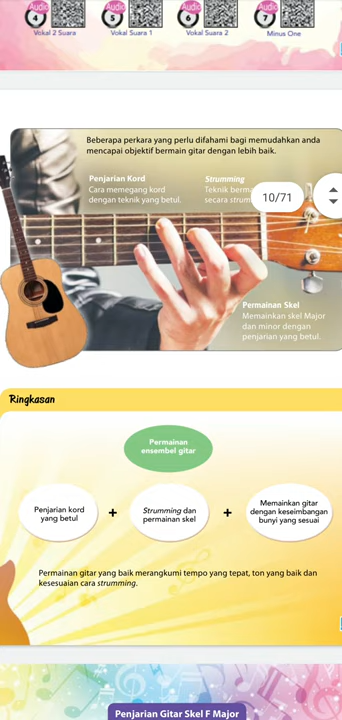 Audio Audio Audio Audio
4 5 6 7
Vokal 2 Suara Vokal Suara 1 Vokal Suara 2 Minus One
Beberapa perkara yang perlu difahami bagi memudahkan anda
mencapai objektif bermain gitar dengan lebih baik.
Penjarian Kord
Cara memegang kord
dengan teknik yang betul.
Strumming
Teknik
secara
10/71
Permainan Skel
Memainkan skel Major
dan minor dengan
penjarian yang betul.
Ringkasan
Permainan
ensembel gitar
Penjarian kord
yang betul
+
Strumming dan
permainan skel
+
Memainkan gitar
dengan keseimbangan
bunyi yang sesuai
Permainan gitar yang baik merangkumi tempo yang tepat, ton yang baik dan
kesesuaian cara strumming.
Penjarian Gitar Skel F Major